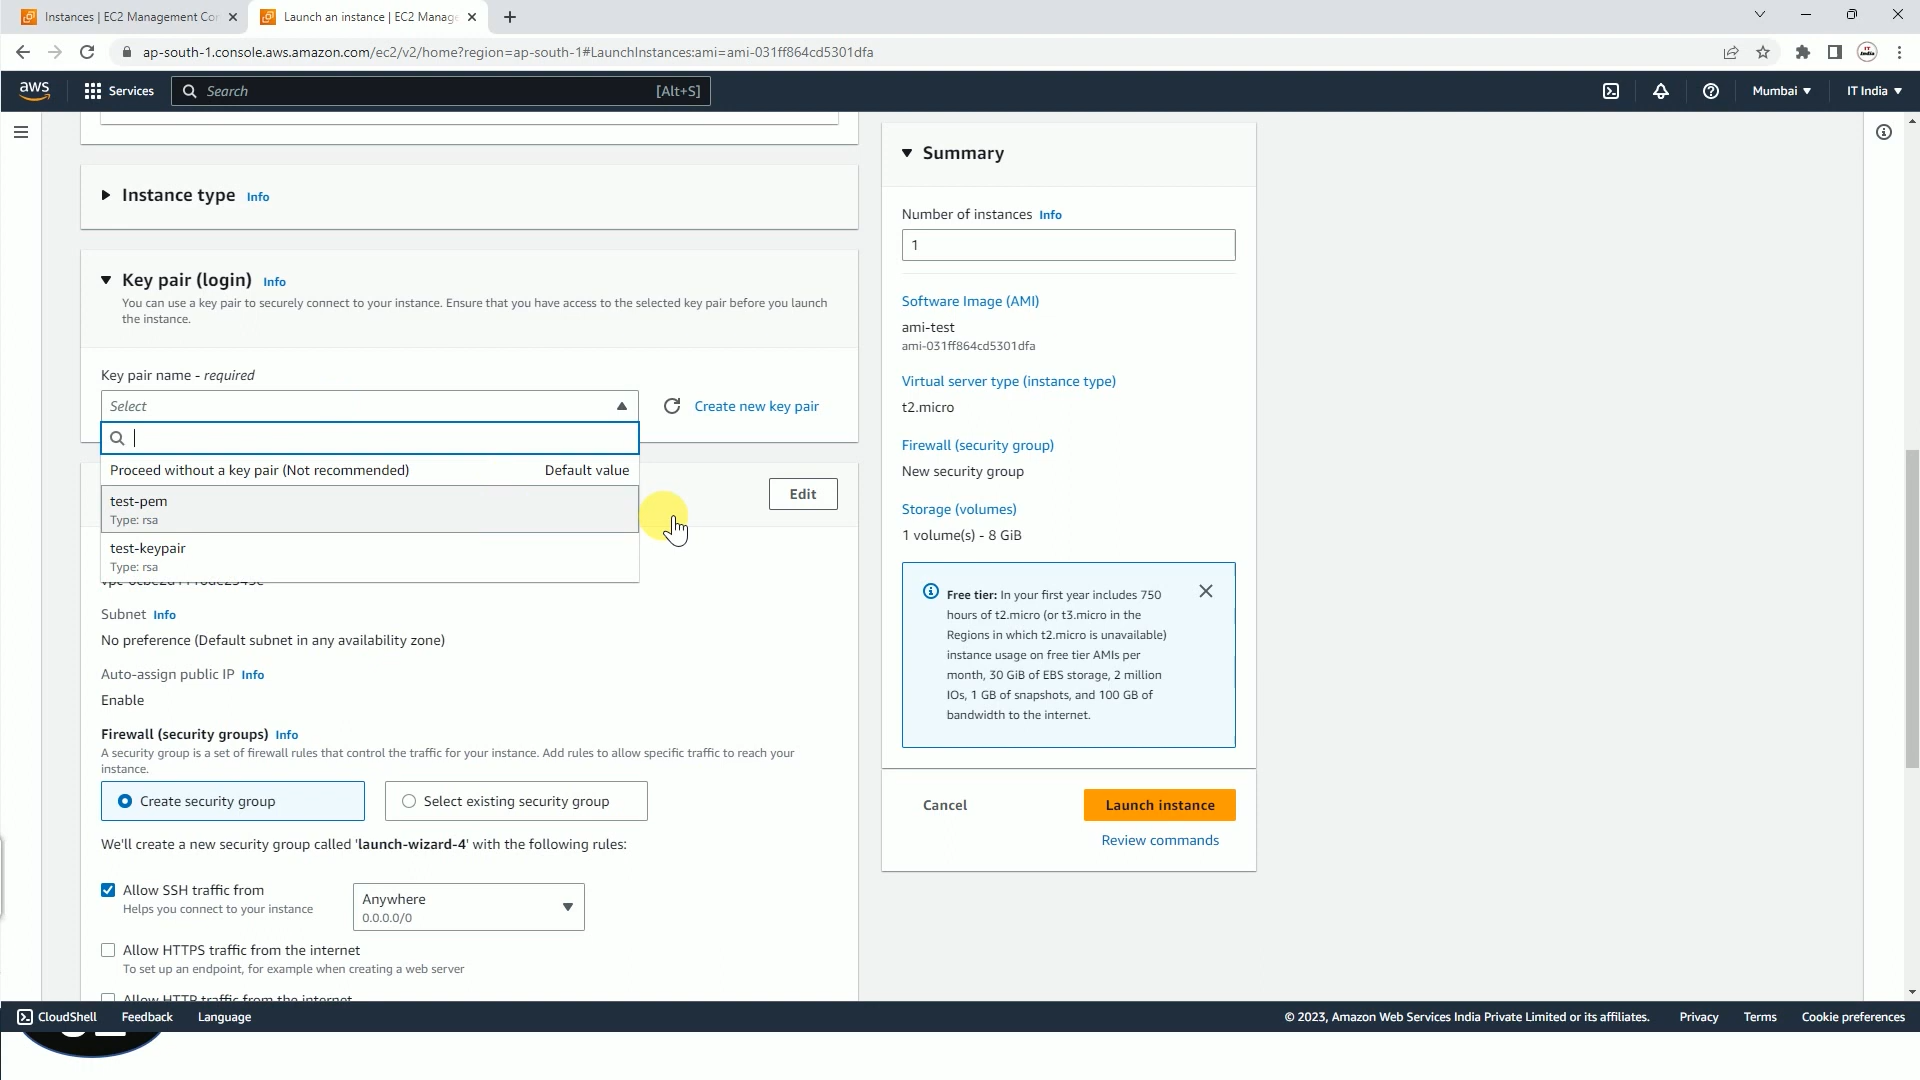 Instances | EC2 Management Co
Launch an instance | EC2 Manage
ap-south-1.console.aws.amazon.com/ec2/v2/home?region=ap-south-1#LaunchInstances:ami=ami-031ff864cd5301dfa
aws
Services
Search
[Alt+S]
Mumbai
IT India
Instance type Info
Key pair (login) Info
You can use a key pair to securely connect to your instance. Ensure that you have access to the selected key pair before you launch
the instance.
Key pair name - required
Select
Create new key pair
Proceed without a key pair (Not recommended) Default value
test-pem
Type: rsa
test-keypair
Type: rsa
Edit
Subnet Info
No preference (Default subnet in any availability zone)
Auto-assign public IP Info
Enable
Firewall (security groups) Info
A security group is a set of firewall rules that control the traffic for your instance. Add rules to allow specific traffic to reach your
instance.
Create security group
Select existing security group
We'll create a new security group called 'launch-wizard-4' with the following rules:
Allow SSH traffic from
Helps you connect to your instance
Anywhere
0.0.0.0/0
Allow HTTPS traffic from the internet
To set up an endpoint, for example when creating a web server
Allow HTTP traffic from the internet
Summary
Number of instances Info
1
Software Image (AMI)
ami-test
ami-031ff864cd5301dfa
Virtual server type (instance type)
t2.micro
Firewall (security group)
New security group
Storage (volumes)
1 volume(s) - 8 GiB
Free tier: In your first year includes 750
hours of t2.micro (or t3.micro in the
Regions in which t2.micro is unavailable)
instance usage on free tier AMIs per
month, 30 GiB of EBS storage, 2 million
IOs, 1 GB of snapshots, and 100 GB of
bandwidth to the internet.
Cancel
Launch instance
Review commands
CloudShell
Feedback
Language
© 2023, Amazon Web Services India Private Limited or its affiliates.
Privacy
Terms
Cookie preferences